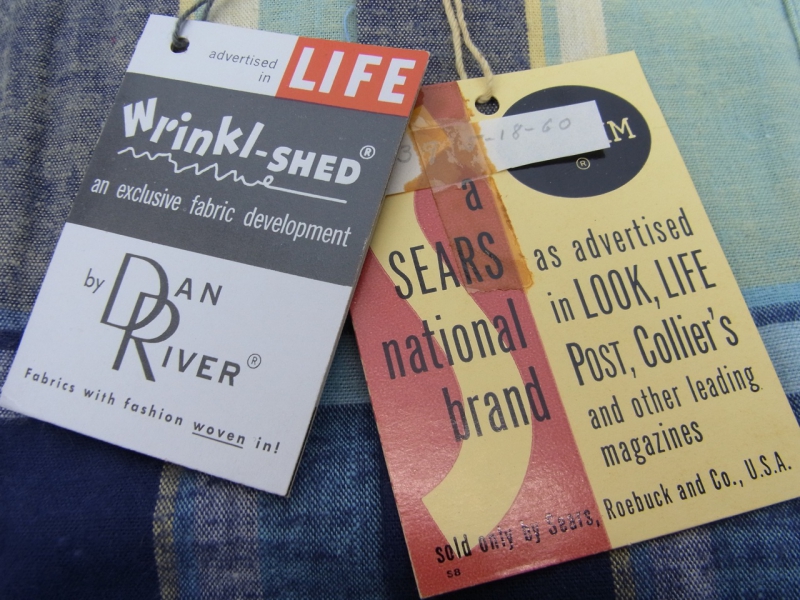 advertised
in
LIFE
Wrinkl-SHED®
an exclusive fabric development
by DAN
RIVER®
Fabrics with fashion woven in!
-18-60
M
®
a
SEARS
national
brand
as advertised
in LOOK, LIFE
POST, Collier's
and other leading
magazines
sold only by Sears, Roebuck and Co., U.S.A.
58